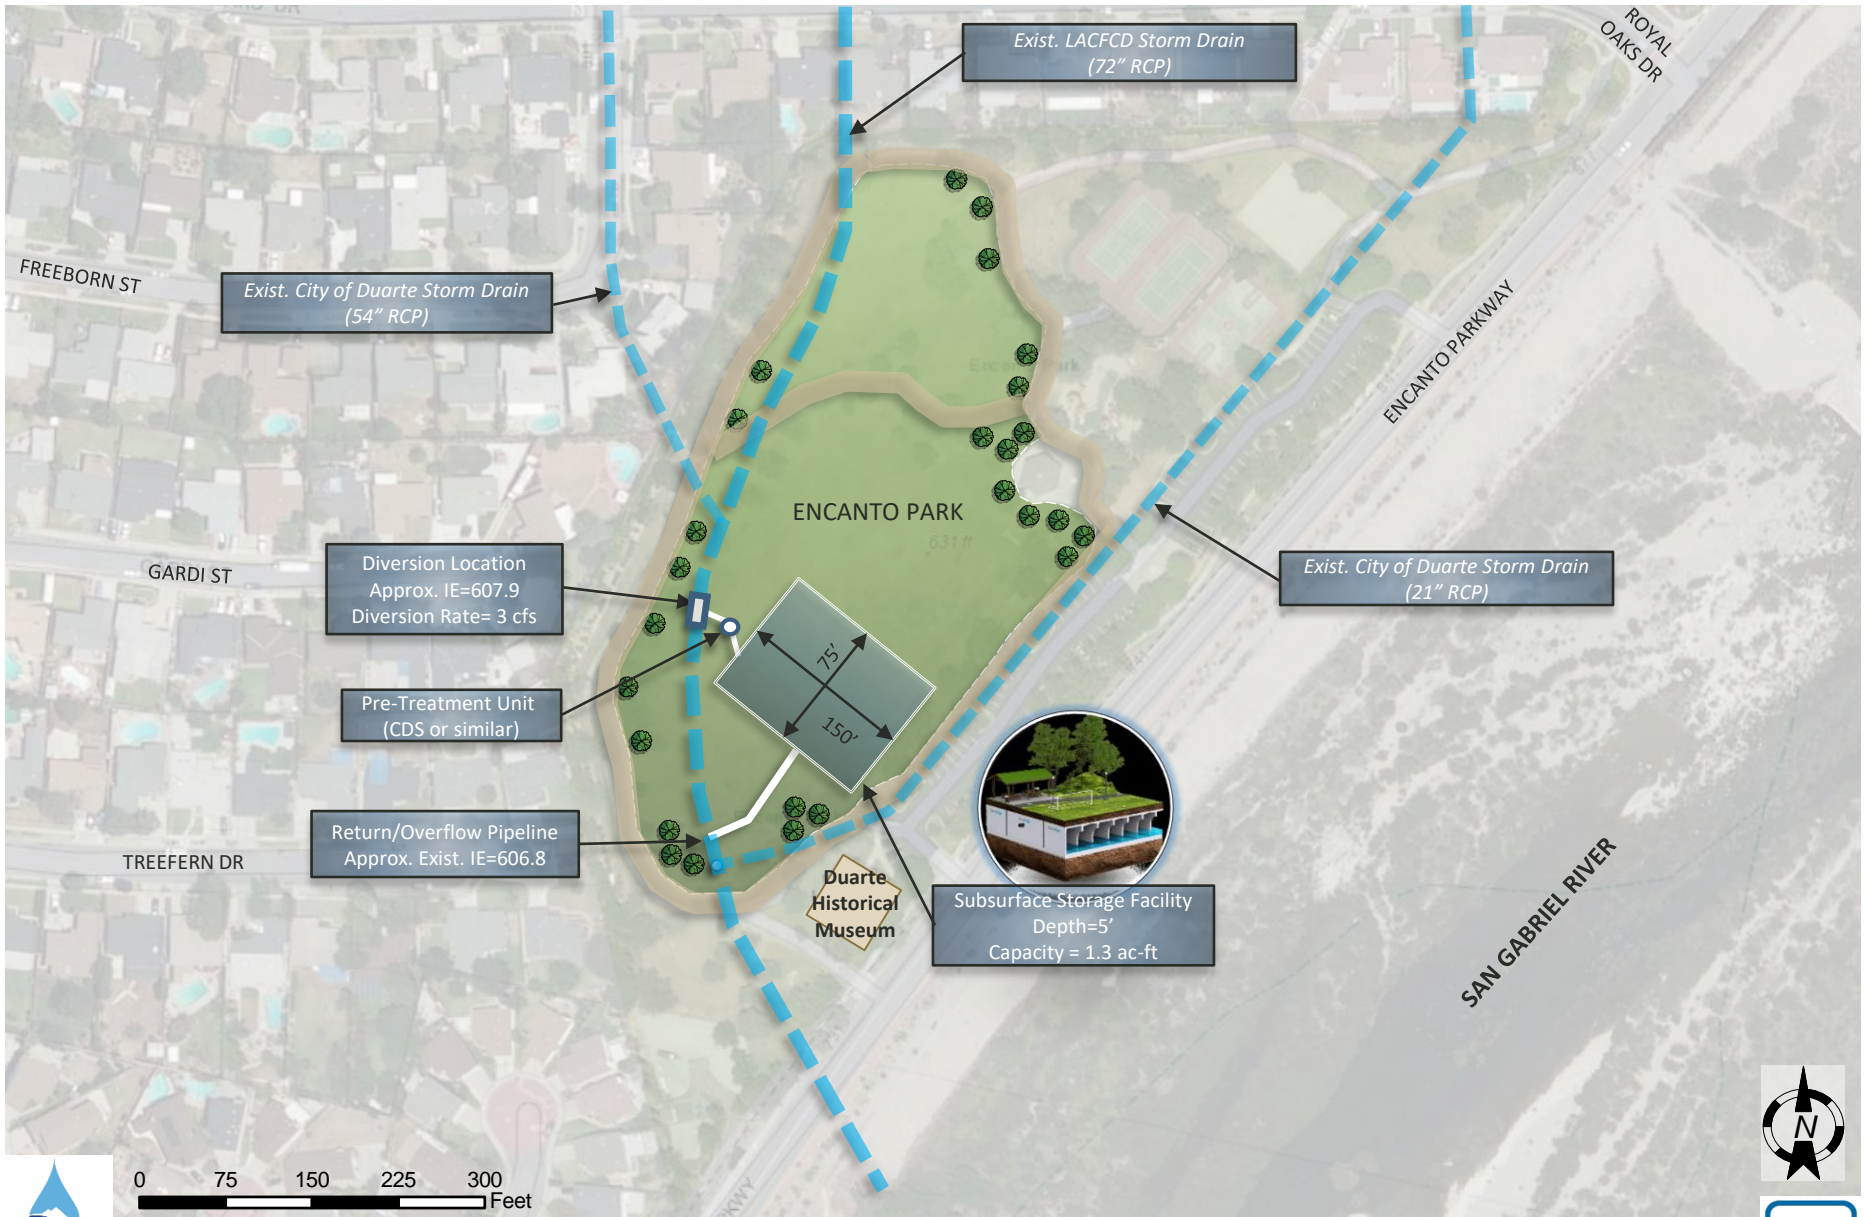 Exist. LACFCD Storm Drain
(72” RCP)
ROYAL
OAKS DR
FREEBORN ST
Exist. City of Duarte Storm Drain
(54” RCP)
ENCANTO PARKWAY
ENCANTO PARK
631 ft
Diversion Location
Approx. IE=607.9
Diversion Rate= 3 cfs
GARDI ST
Exist. City of Duarte Storm Drain
(21” RCP)
75’
150’
Pre-Treatment Unit
(CDS or similar)
Return/Overflow Pipeline
Approx. Exist. IE=606.8
TREEFERN DR
Duarte
Historical
Museum
Subsurface Storage Facility
Depth=5’
Capacity = 1.3 ac-ft
SAN GABRIEL RIVER
N
0 75 150 225 300
Feet